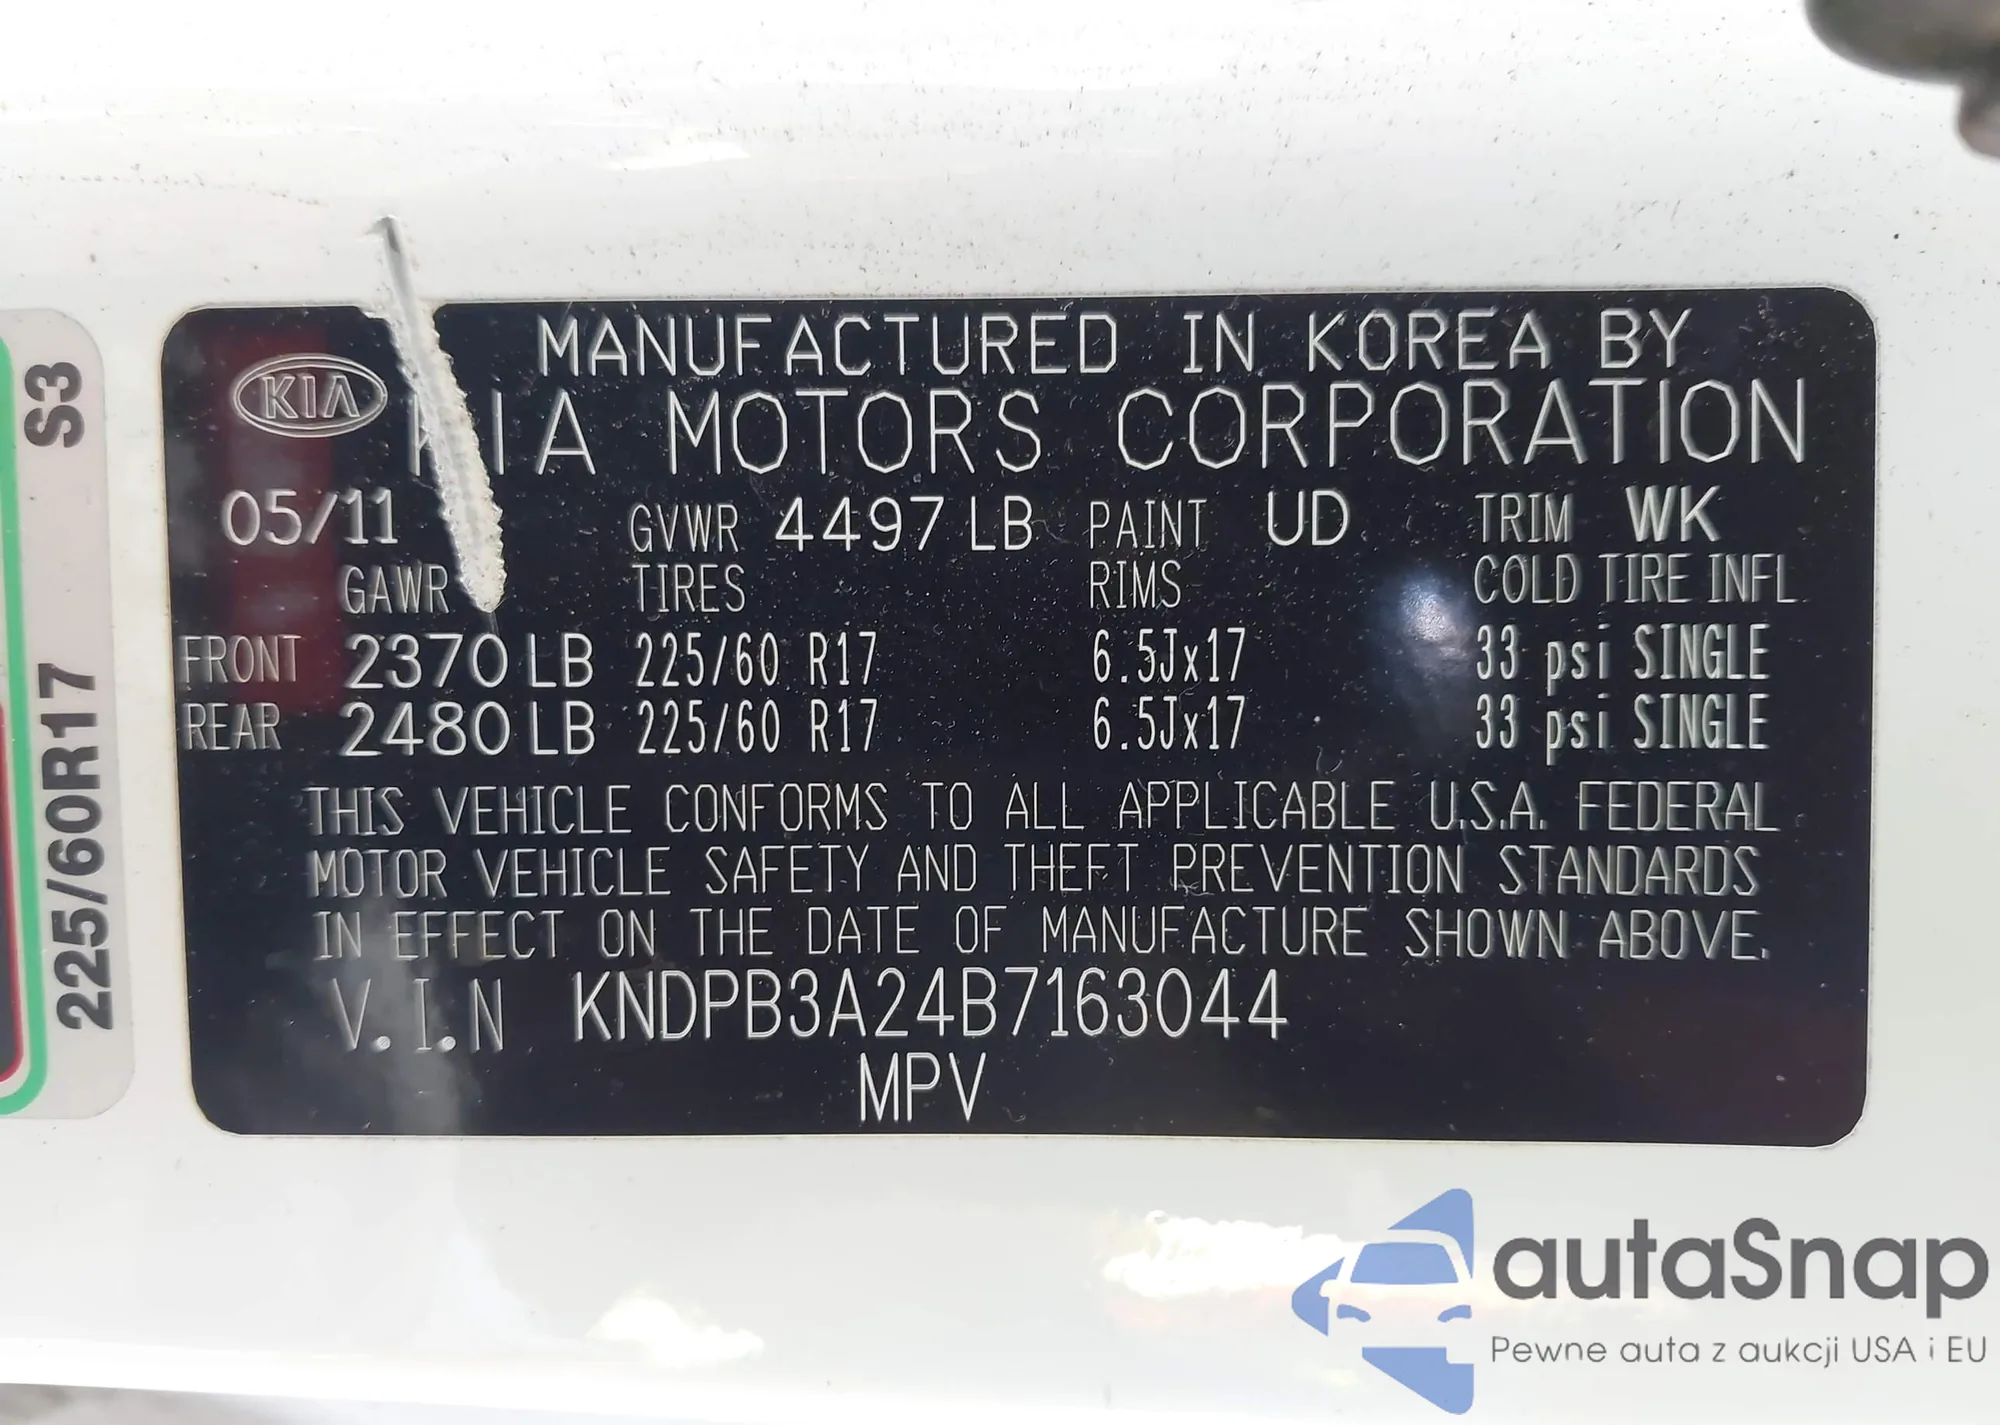 S3
225/60R17
KIA
MANUFACTURED IN KOREA BY
KIA MOTORS CORPORATION
05/11 GVWR 4497 LB PAINT UD TRIM WK
GAWR TIRES RIMS COLD TIRE INFL
FRONT 2370 LB 225/60 R17 6.5Jx17 33 psi SINGLE
REAR 2480 LB 225/60 R17 6.5Jx17 33 psi SINGLE
THIS VEHICLE CONFORMS TO ALL APPLICABLE U.S.A. FEDERAL
MOTOR VEHICLE SAFETY AND THEFT PREVENTION STANDARDS
IN EFFECT ON THE DATE OF MANUFACTURE SHOWN ABOVE.
V.I.N KNDPB3A24B7163044
MPV
autaSnap
Pewne auta z aukcji USA i EU